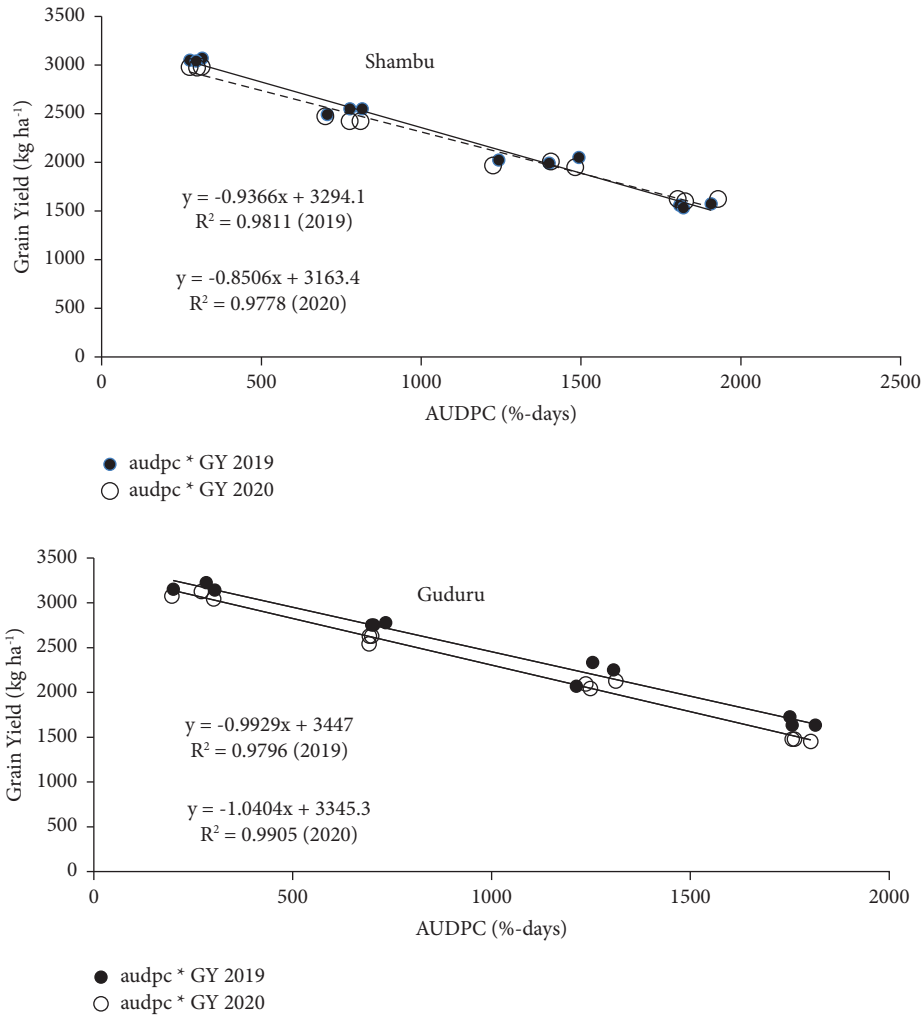 3500
3000
2500
2000
1500
1000
500
0
Grain Yield (kg ha-1)
Shambu
y = -0.9366x + 3294.1
R2 = 0.9811 (2019)
y = -0.8506x + 3163.4
R2 = 0.9778 (2020)
0 500 1000 1500 2000 2500
AUDPC (%-days)
audpc * GY 2019
audpc * GY 2020
3500
3000
2500
2000
1500
1000
500
0
Grain Yield (kg ha-1)
Guduru
y = -0.9929x + 3447
R2 = 0.9796 (2019)
y = -1.0404x + 3345.3
R2 = 0.9905 (2020)
0 500 1000 1500 2000
AUDPC (%-days)
audpc * GY 2019
audpc * GY 2020